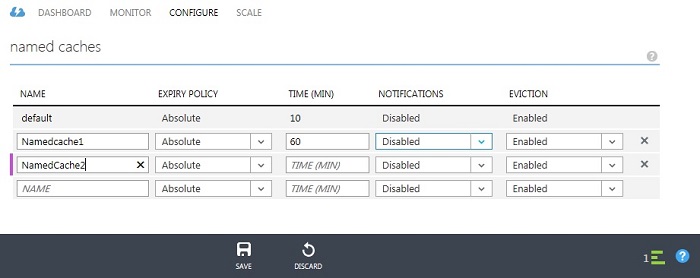 DASHBOARD MONITOR CONFIGURE SCALE
named caches
?
NAME EXPIRY POLICY TIME (MIN) NOTIFICATIONS EVICTION
default Absolute 10 Disabled Enabled
Namedcache1 Absolute 60 Disabled Enabled
NamedCache2 Absolute TIME (MIN) Disabled Enabled
NAME Absolute TIME (MIN) Disabled Enabled
SAVE DISCARD 1 ?